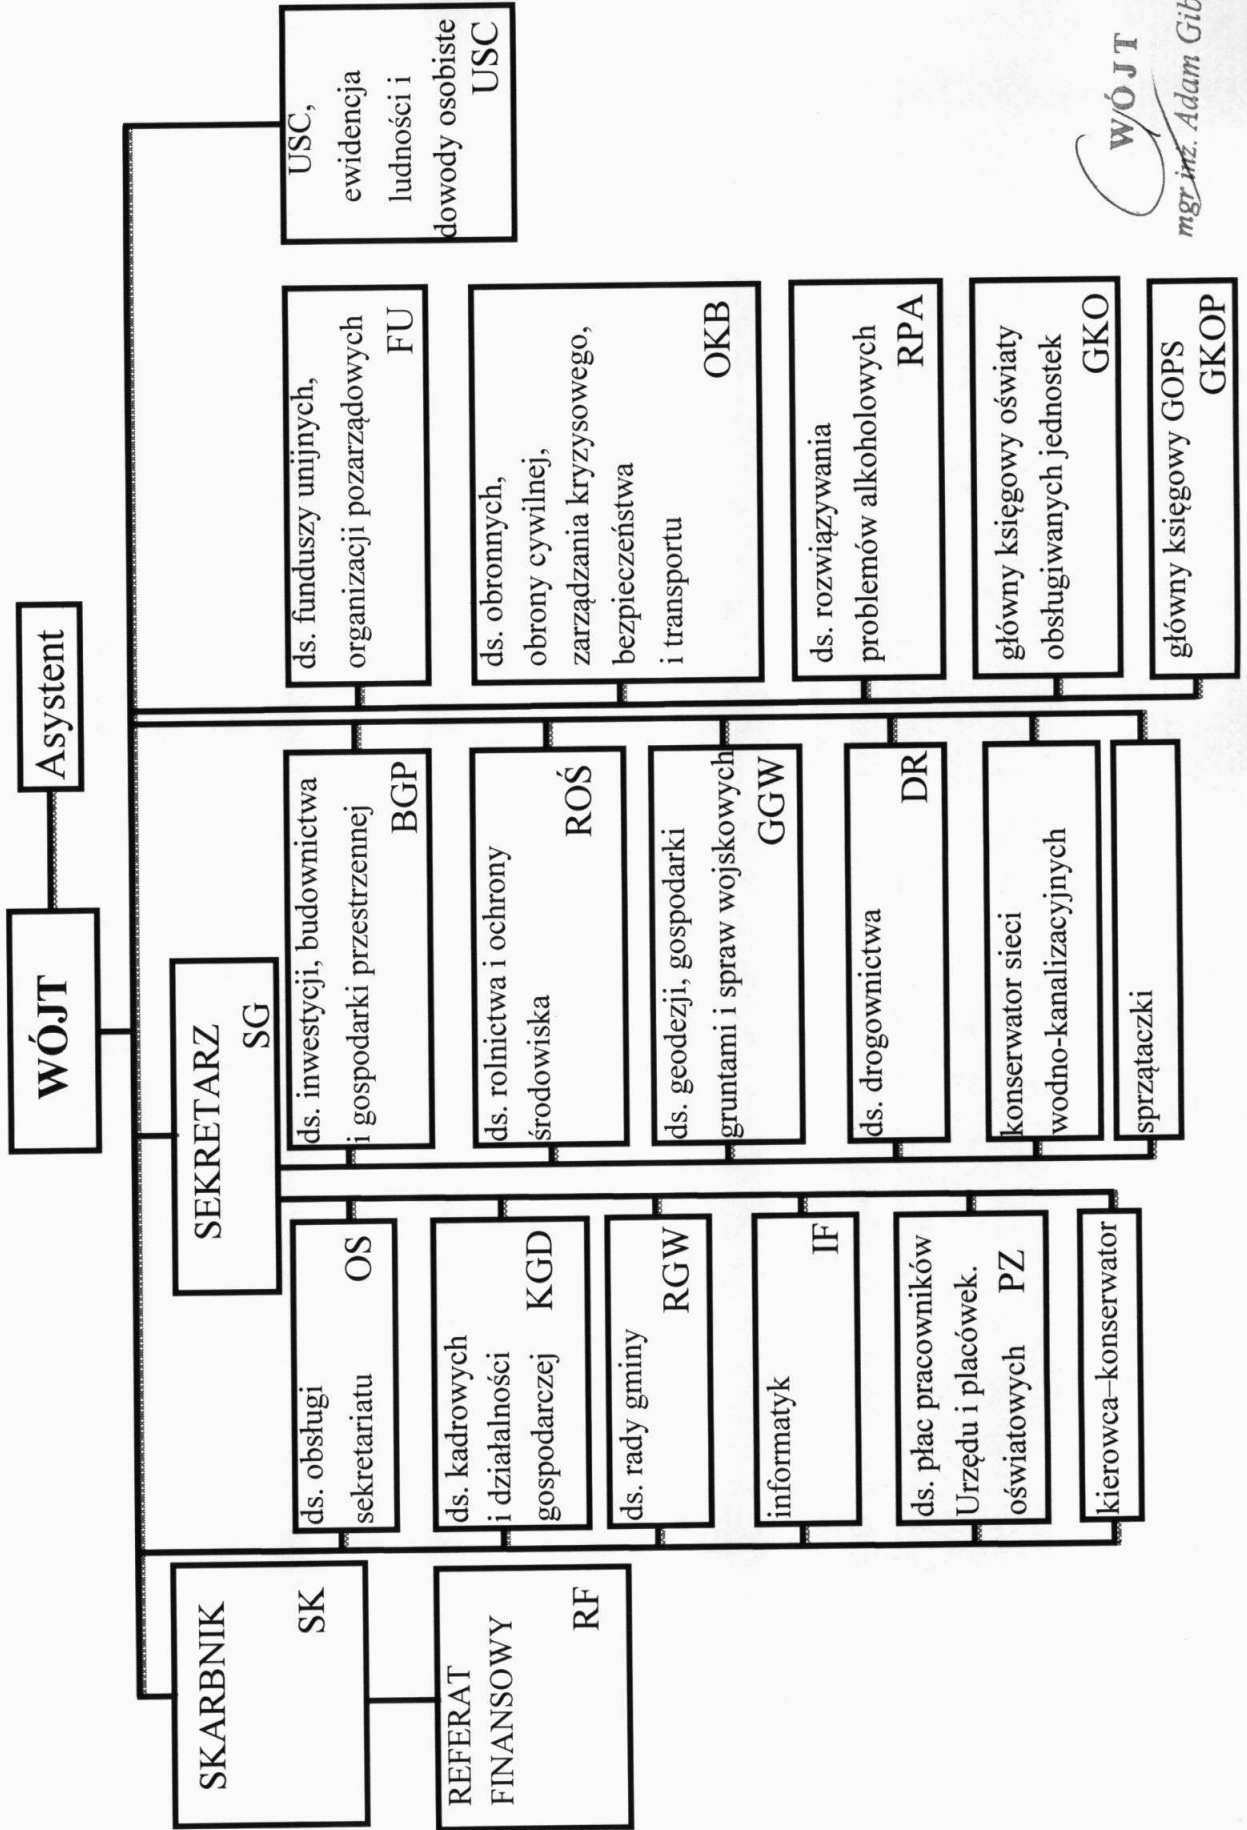 WÓJT
Asystent
SKARBNIK
SK
REFERAT
FINANSOWY
RF
SEKRETARZ
SG
ds. obsługi
sekretariatu
OS
ds. kadrowych
i działalności
gospodarczej KGD
ds. rady gminy
RGW
informatyk
IF
ds. płac pracowników
Urzędu i placówek.
oświatowych PZ
kierowca–konserwator
ds. inwestycji, budownictwa
i gospodarki przestrzennej
BGP
ds. rolnictwa i ochrony
środowiska
ROŚ
ds. geodezji, gospodarki
gruntami i spraw wojskowych
GGW
ds. drogownictwa
DR
konserwator sieci
wodno-kanalizacyjnych
sprzątaczki
ds. funduszy unijnych,
organizacji pozarządowych
FU
ds. obronnych,
obrony cywilnej,
zarządzania kryzysowego,
bezpieczeństwa
i transportu
OKB
ds. rozwiązywania
problemów alkoholowych
RPA
główny księgowy oświaty
obsługiwanych jednostek
GKO
główny księgowy GOPS
GKOP
USC,
ewidencja
ludności i
dowody osobiste
USC
WÓJT
mgr inż. Adam Gib